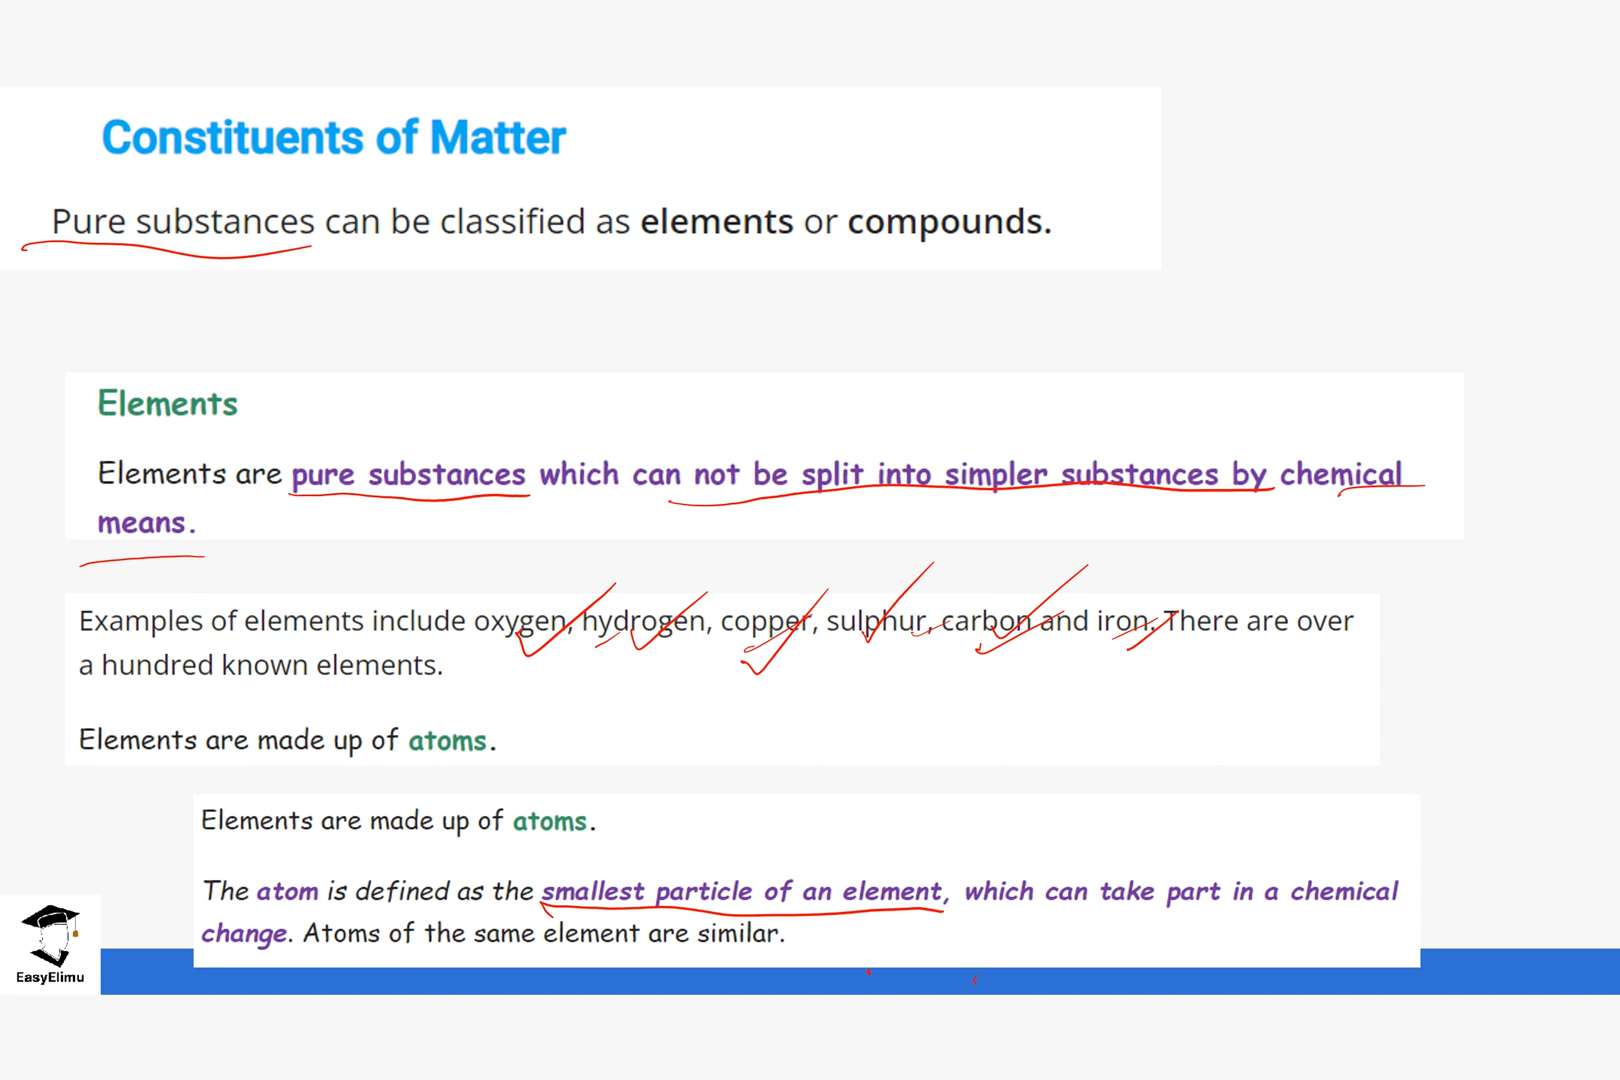 Constituents of Matter
Pure substances can be classified as elements or compounds.
Elements
Elements are pure substances which can not be split into simpler substances by chemical
means.
Examples of elements include oxygen, hydrogen, copper, sulphur, carbon and iron. There are over
a hundred known elements.
Elements are made up of atoms.
Elements are made up of atoms.
The atom is defined as the smallest particle of an element, which can take part in a chemical
change. Atoms of the same element are similar.
EasyElimu